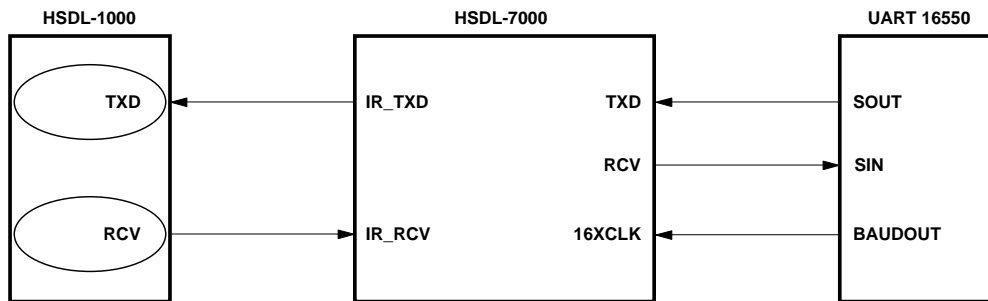 HSDL-1000 HSDL-7000 UART 16550
TXD IR_TXD TXD SOUT
RCV SIN
RCV IR_RCV 16XCLK BAUDOUT